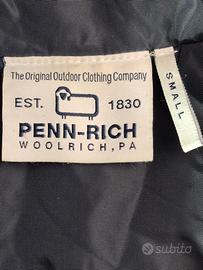 The Original Outdoor Clothing Company
EST. 1830
PENN-RICH
WOOLRICH, PA
SMALL
subito